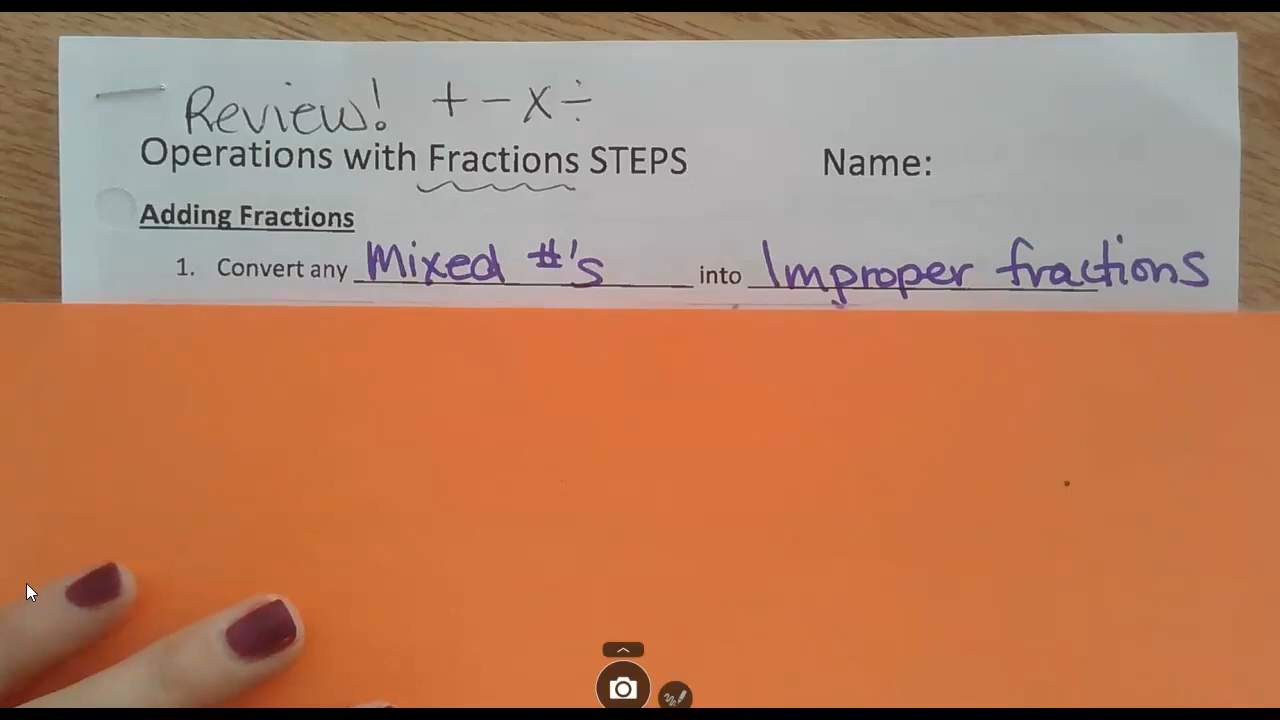 Review! + - x ÷
Operations with Fractions STEPS Name:
Adding Fractions
1. Convert any Mixed #'s into Improper fractions